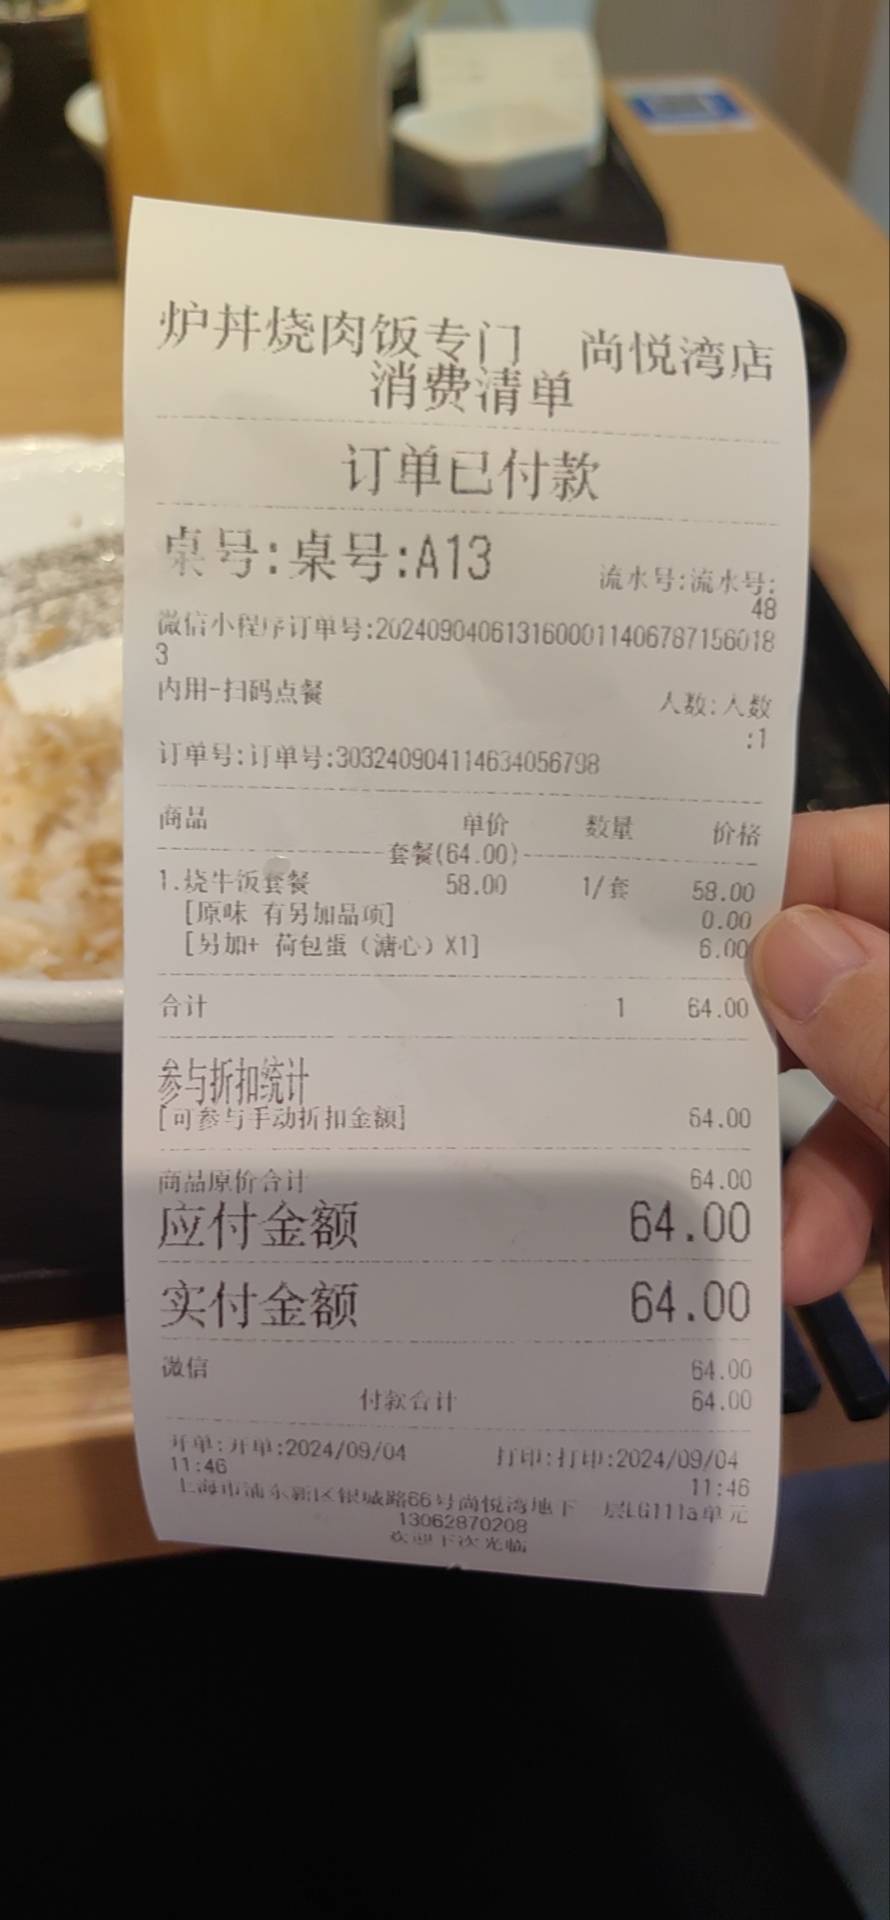 炉丼烧肉饭专门 尚悦湾店
消费清单
订单已付款
桌号:桌号:A13
流水号:流水号:
48
微信小程序订单号:2024090406131600011406787156018
3
内用-扫码点餐
人数:人数
:1
订单号:订单号:303240904114634056798
商品 单价 数量 价格
套餐(64.00)
1.烧牛饭套餐 58.00 1/套 58.00
[原味 有另加品项] 0.00
[另加+ 荷包蛋（溏心）X1] 6.00
合计 1 64.00
参与折扣统计
[可参与手动折扣金额] 64.00
商品原价合计 64.00
应付金额 64.00
实付金额 64.00
微信 64.00
付款合计 64.00
开单:开单:2024/09/04 打印:打印:2024/09/04
11:46 11:46
上海市浦东新区银城路66号尚悦湾地下一层LG111a单元
13062870208
欢迎下次光临